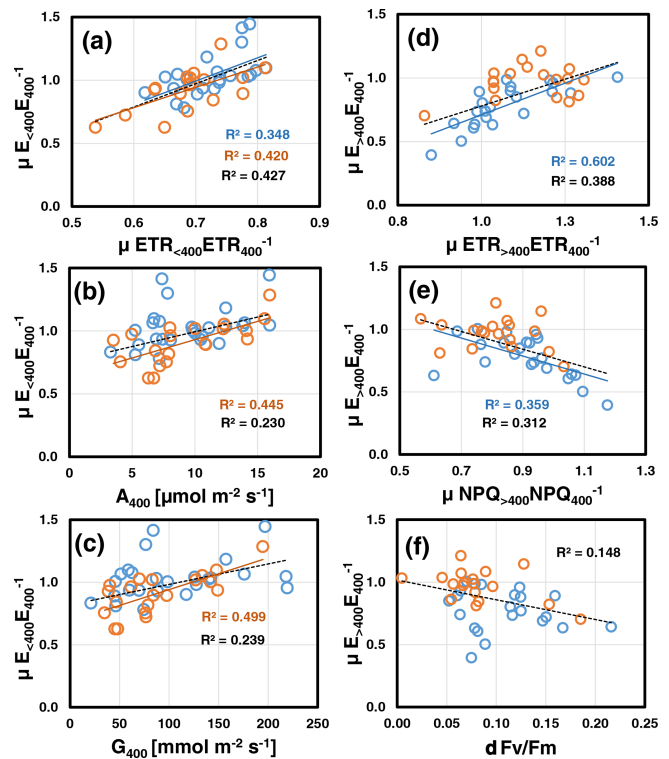 (a)
μ E<400E400⁻¹
1.5
1.0
0.5
0.0
R² = 0.348
R² = 0.420
R² = 0.427
0.5 0.6 0.7 0.8 0.9
μ ETR<400ETR400⁻¹
(d)
μ E>400E400⁻¹
1.5
1.0
0.5
0.0
R² = 0.602
R² = 0.388
0.8 1.0 1.3 1.5
μ ETR>400ETR400⁻¹
(b)
μ E<400E400⁻¹
1.5
1.0
0.5
0.0
R² = 0.445
R² = 0.230
0 5 10 15 20
A400 [μmol m⁻² s⁻¹]
(e)
μ E>400E400⁻¹
1.5
1.0
0.5
0.0
R² = 0.359
R² = 0.312
0.5 0.7 0.9 1.1 1.3
μ NPQ>400NPQ400⁻¹
(c)
μ E<400E400⁻¹
1.5
1.0
0.5
0.0
R² = 0.499
R² = 0.239
0 50 100 150 200 250
G400 [mmol m⁻² s⁻¹]
(f)
μ E>400E400⁻¹
1.5
1.0
0.5
0.0
R² = 0.148
0.00 0.05 0.10 0.15 0.20 0.25
d Fv/Fm